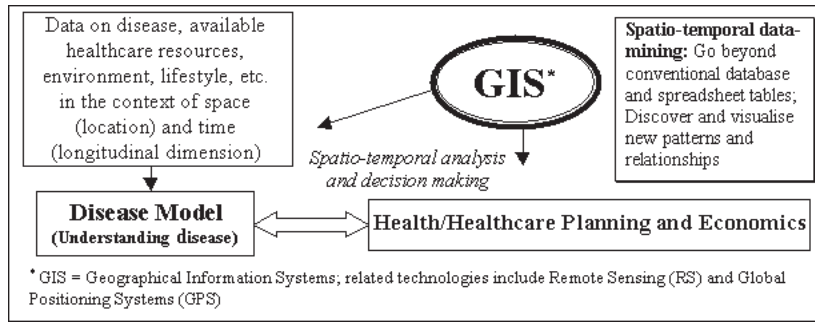 Data on disease, available
healthcare resources,
environment, lifestyle, etc.
in the context of space
(location) and time
(longitudinal dimension)
GIS*
Spatio-temporal data-
mining: Go beyond
conventional database
and spreadsheet tables;
Discover and visualise
new patterns and
relationships
Spatio-temporal analysis
and decision making
Disease Model
(Understanding disease)
Health/Healthcare Planning and Economics
* GIS = Geographical Information Systems; related technologies include Remote Sensing (RS) and Global
Positioning Systems (GPS)